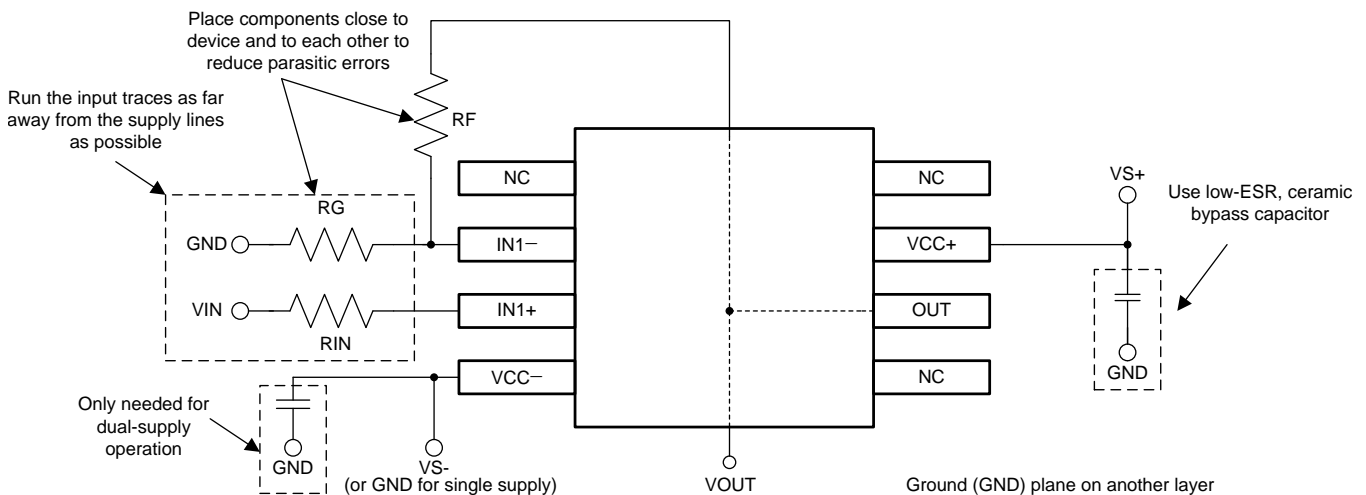 Place components close to
device and to each other to
reduce parasitic errors
Run the input traces as far
away from the supply lines
as possible
RF
NC
NC
VS+
Use low-ESR, ceramic
bypass capacitor
RG
GND
IN1−
VCC+
VIN
IN1+
OUT
RIN
VCC−
NC
GND
Only needed for
dual-supply
operation
GND
VS-
(or GND for single supply)
VOUT
Ground (GND) plane on another layer